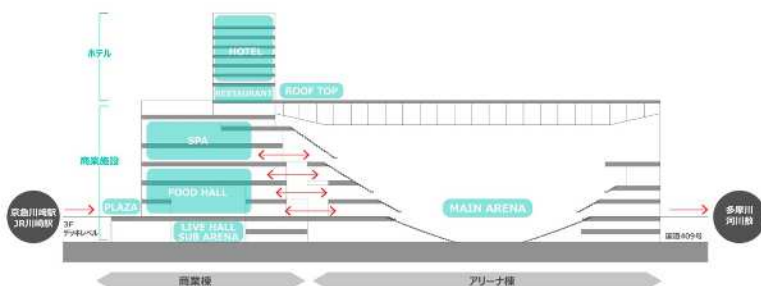 ホテル
HOTEL
RESTAURANT
ROOF TOP
商業施設
SPA
FOOD HALL
PLAZA
京急川崎駅
JR川崎駅
3F
デッキレベル
LIVE HALL
SUB ARENA
MAIN ARENA
多摩川
河川敷
国道409号
商業棟
アリーナ棟